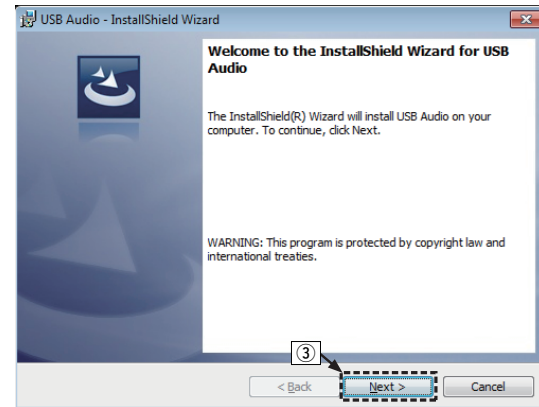 USB Audio - InstallShield Wizard
Welcome to the InstallShield Wizard for USB
Audio
The InstallShield(R) Wizard will install USB Audio on your
computer. To continue, click Next.
WARNING: This program is protected by copyright law and
international treaties.
③
< Back Next > Cancel